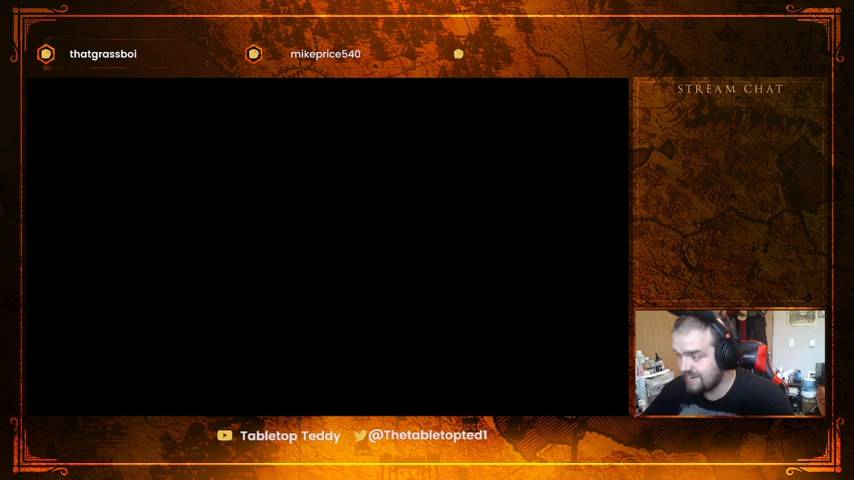 thatgrassboi
mikeprice540
STREAM CHAT
Tabletop Teddy
@Thetabletopted1